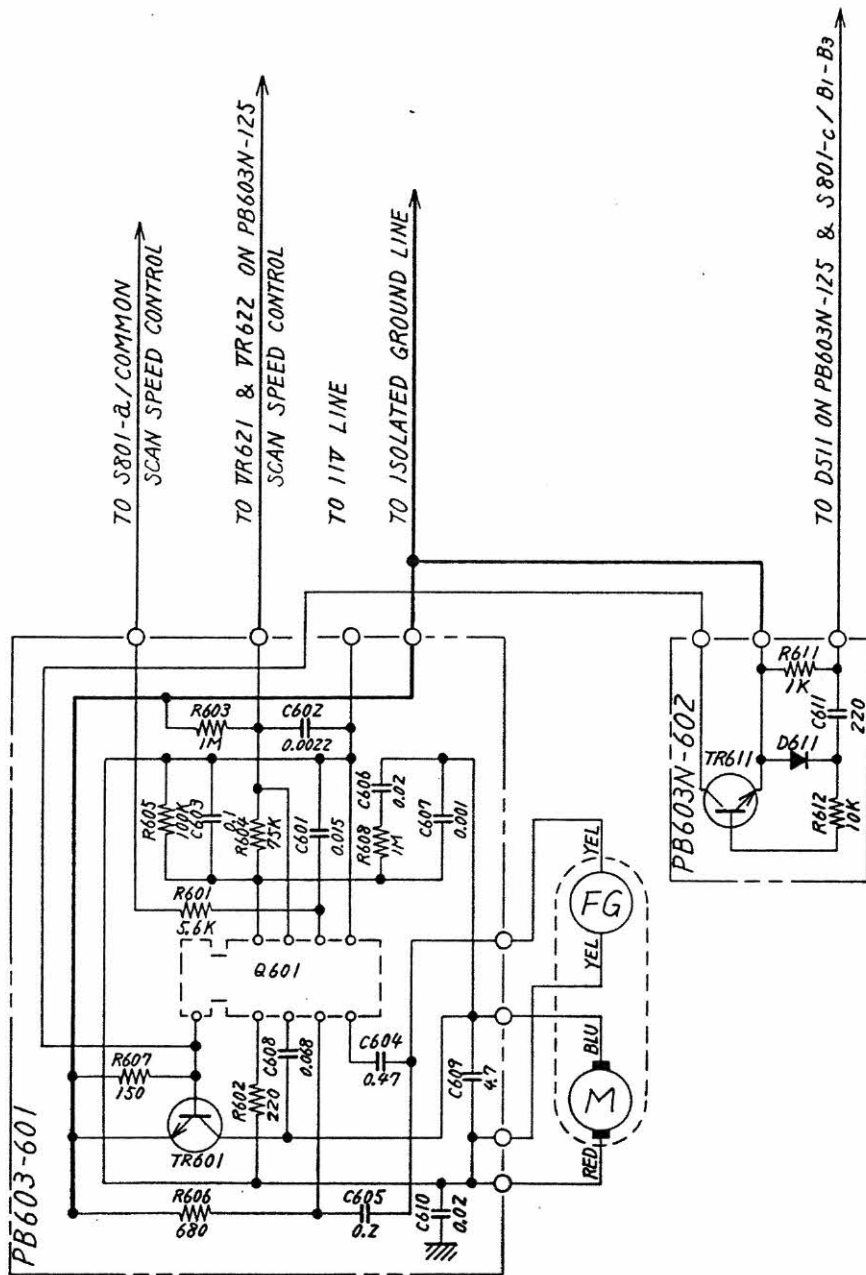 TO S801-a/COMMON
SCAN SPEED CONTROL
TO VR621 & VR622 ON PB603N-125
SCAN SPEED CONTROL
TO 11V LINE
TO ISOLATED GROUND LINE
TO D511 ON PB603N-125 & S801-c/B1-B3
PB603-601
R603
1M
C602
0.0022
R605
100K
C603
0.1
R604
75K
C601
0.015
C606
0.02
R608
1M
C607
0.001
R601
5.6K
Q601
R607
150
TR601
R602
220
C608
0.068
C604
0.47
C609
4.7
R606
680
C605
0.2
C610
0.02
YEL
FG
YEL
BLU
M
RED
PB603N-602
R611
1K
C611
220
TR611
D611
R612
10K